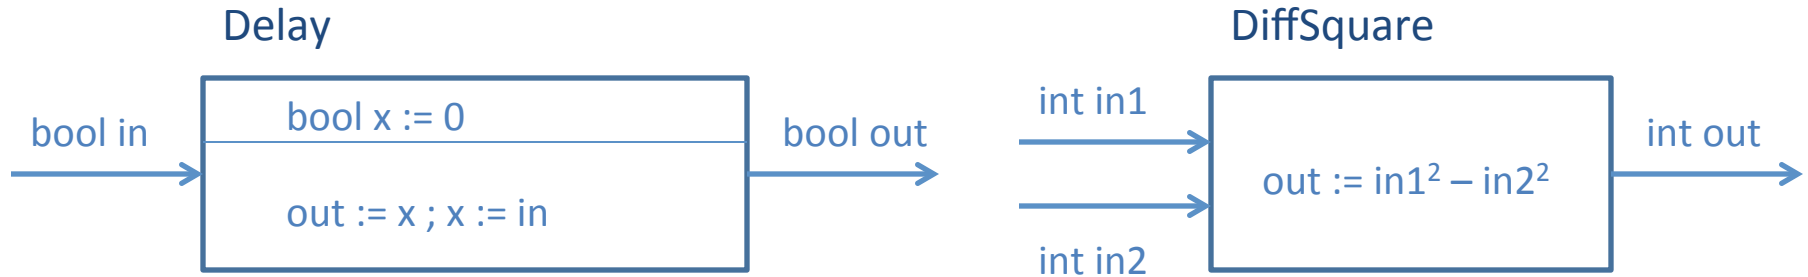 Delay
bool in
bool x := 0
out := x ; x := in
bool out
DiffSquare
int in1
int in2
out := in1² – in2²
int out